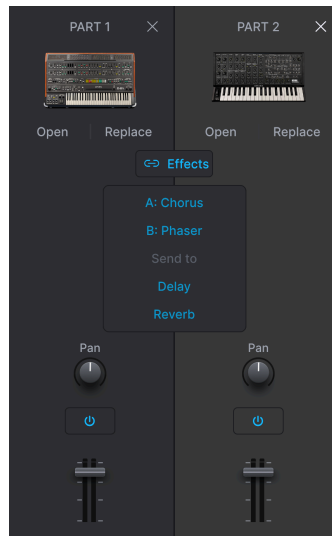 PART 1
PART 2
Open
Replace
Open
Replace
Effects
A: Chorus
B: Phaser
Send to
Delay
Reverb
Pan
Pan